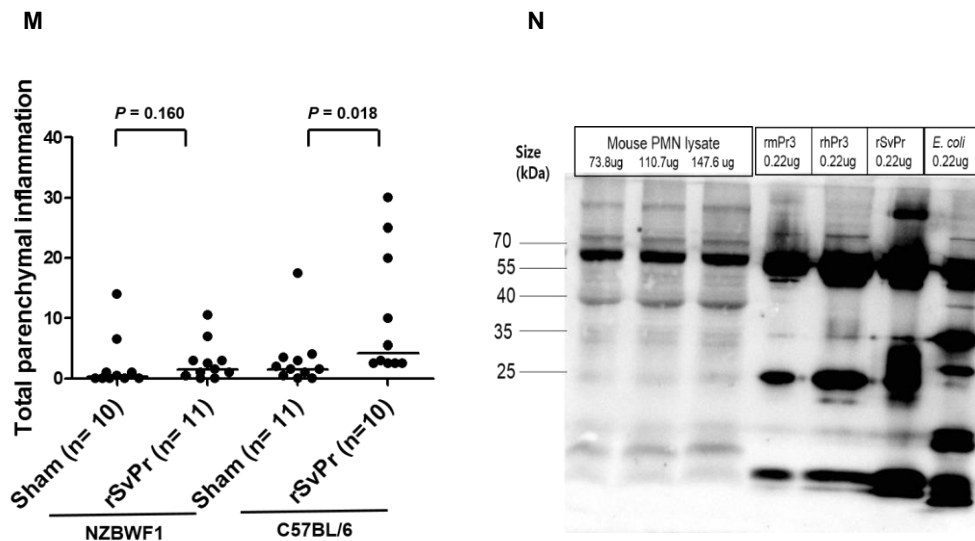 M
N
Total parenchymal inflammation
P = 0.160
P = 0.018
40
30
20
10
0
Sham (n= 10)
rSvPr (n= 11)
Sham (n= 11)
rSvPr (n=10)
NZBWF1
C57BL/6
Size
(kDa)
Mouse PMN lysate
73.8ug 110.7ug 147.6 ug
rmPr3
0.22ug
rhPr3
0.22ug
rSvPr
0.22ug
E. coli
0.22ug
70
55
40
35
25